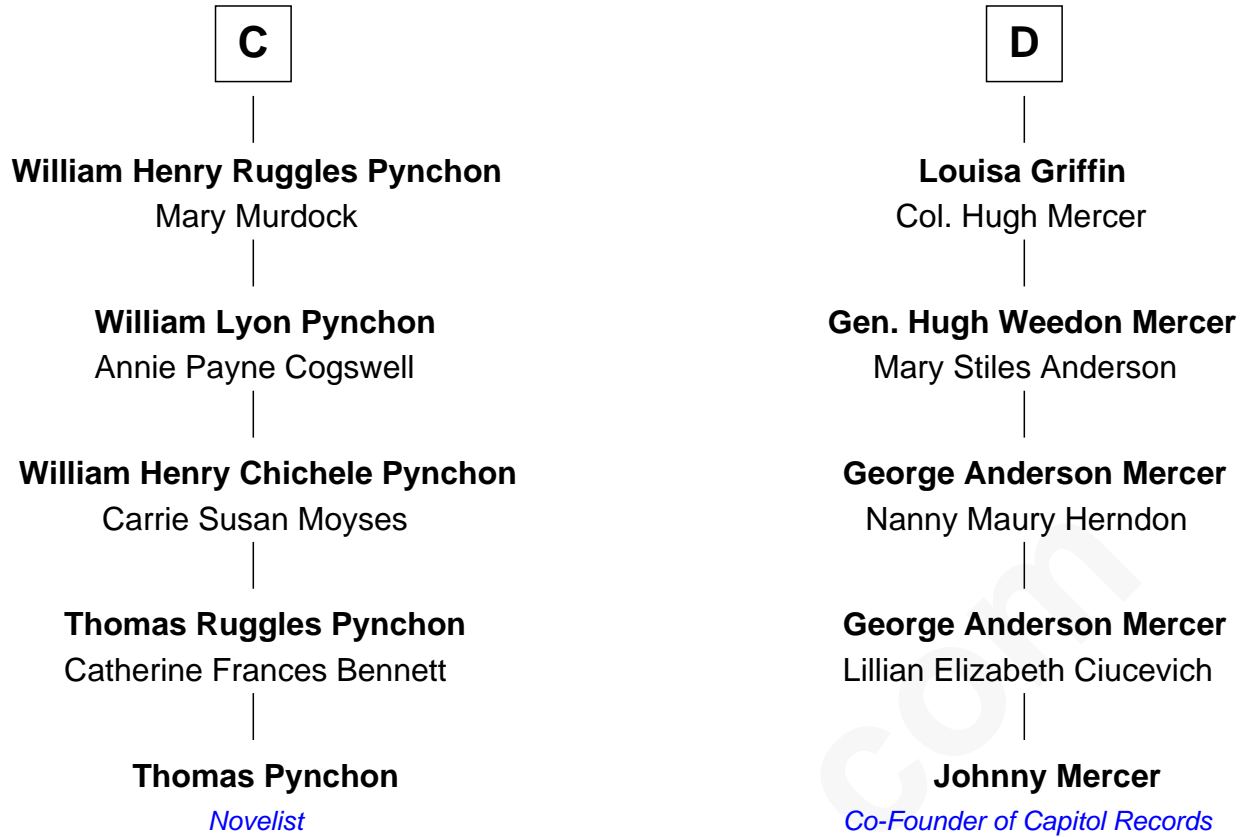 C
William Henry Ruggles Pynchon
Mary Murdock
William Lyon Pynchon
Annie Payne Cogswell
William Henry Chichele Pynchon
Carrie Susan Moyses
Thomas Ruggles Pynchon
Catherine Frances Bennett
Thomas Pynchon
Novelist
D
Louisa Griffin
Col. Hugh Mercer
Gen. Hugh Weedon Mercer
Mary Stiles Anderson
George Anderson Mercer
Nanny Maury Herndon
George Anderson Mercer
Lillian Elizabeth Ciucevich
Johnny Mercer
Co-Founder of Capitol Records
com